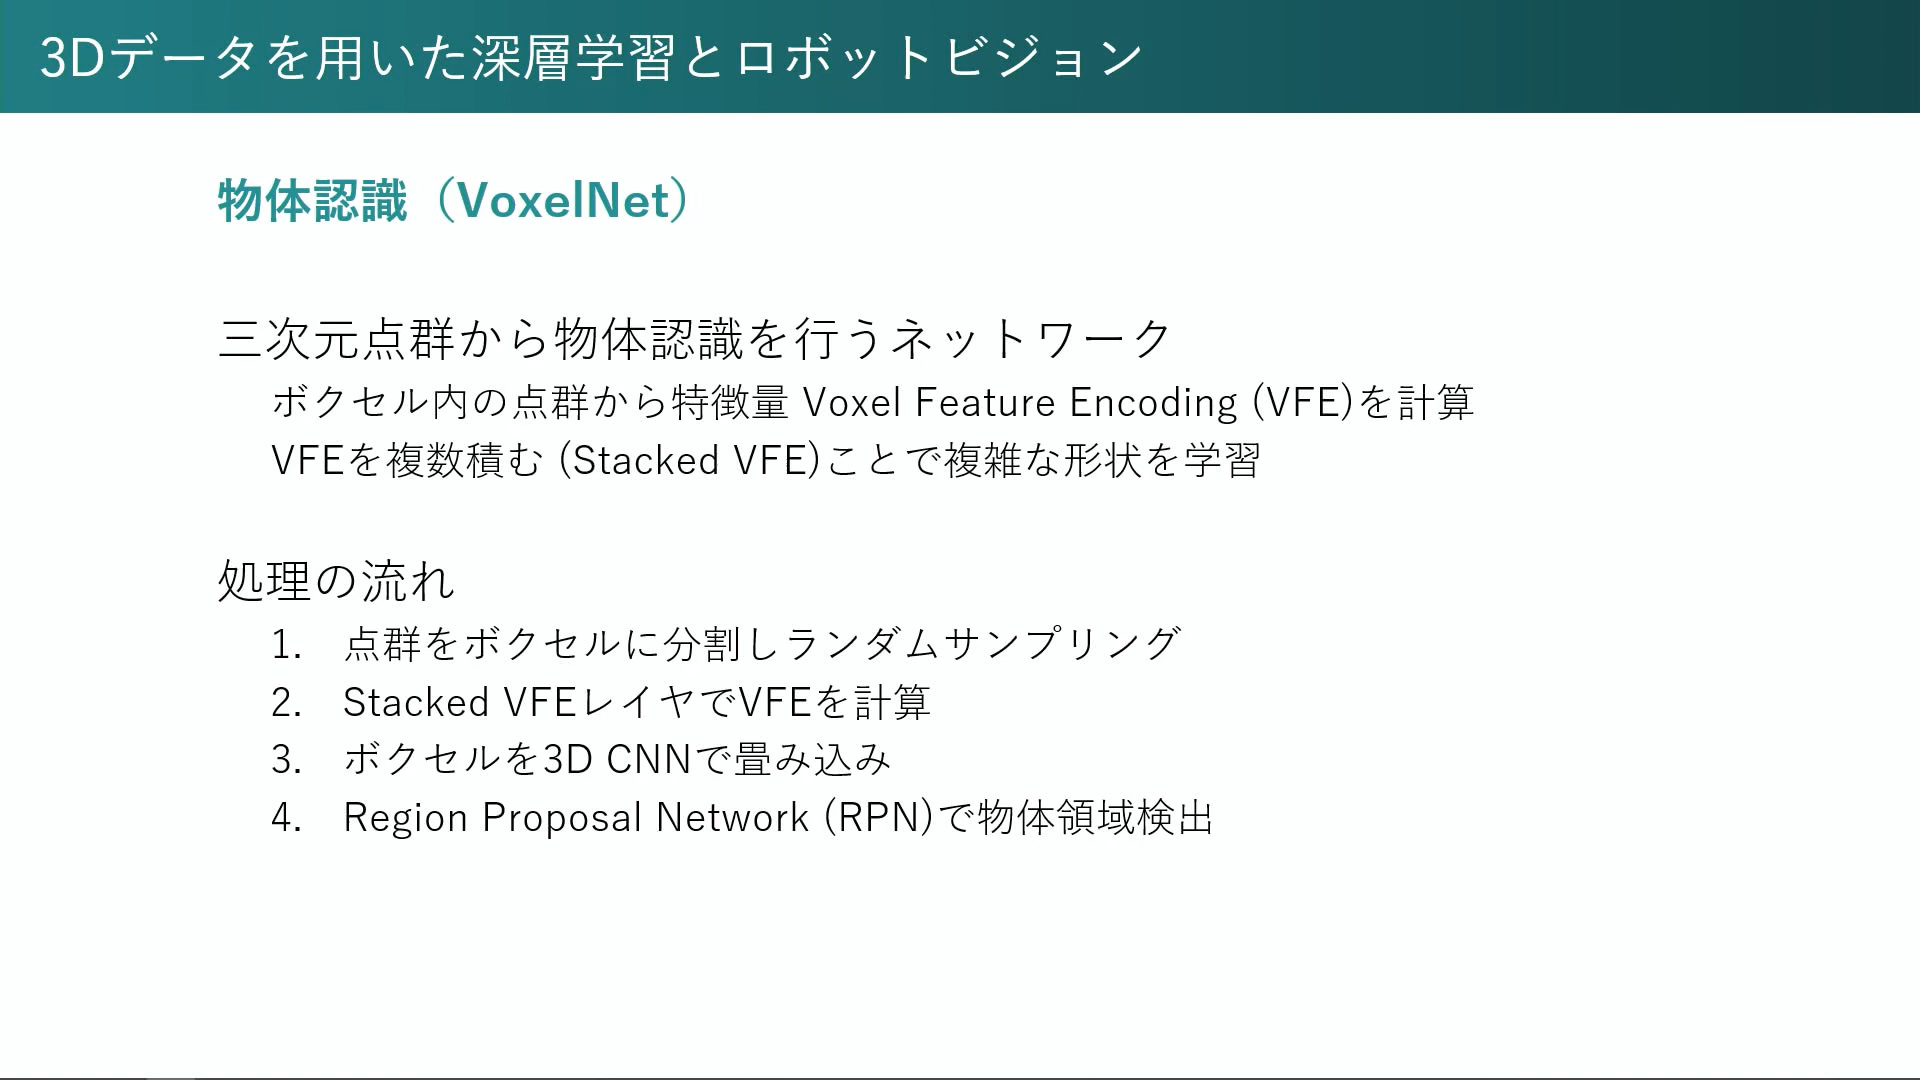 3Dデータを用いた深層学習とロボットビジョン
物体認識（VoxelNet）
三次元点群から物体認識を行うネットワーク
ボクセル内の点群から特徴量 Voxel Feature Encoding (VFE)を計算
VFEを複数積む (Stacked VFE)ことで複雑な形状を学習
処理の流れ
1. 点群をボクセルに分割しランダムサンプリング
2. Stacked VFEレイヤでVFEを計算
3. ボクセルを3D CNNで畳み込み
4. Region Proposal Network (RPN)で物体領域検出